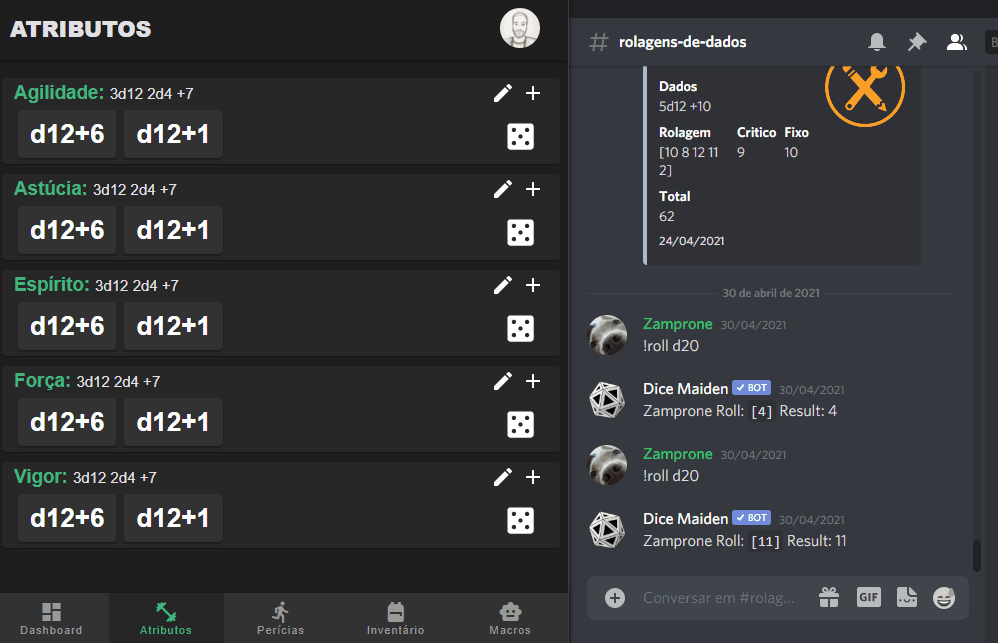 ATRIBUTOS
Agilidade: 3d12 2d4 +7
d12+6 d12+1
Astúcia: 3d12 2d4 +7
d12+6 d12+1
Espírito: 3d12 2d4 +7
d12+6 d12+1
Força: 3d12 2d4 +7
d12+6 d12+1
Vigor: 3d12 2d4 +7
d12+6 d12+1
Dashboard Atributos Perícias Inventário Macros
# rolagens-de-dados
Dados
5d12 +10
Rolagem Critico Fixo
[10 8 12 11 9 10
2]
Total
62
24/04/2021
30 de abril de 2021
Zamprone 30/04/2021
!roll d20
Dice Maiden BOT 30/04/2021
Zamprone Roll: [4] Result: 4
Zamprone 30/04/2021
!roll d20
Dice Maiden BOT 30/04/2021
Zamprone Roll: [11] Result: 11
Conversar em #rolag... GIF